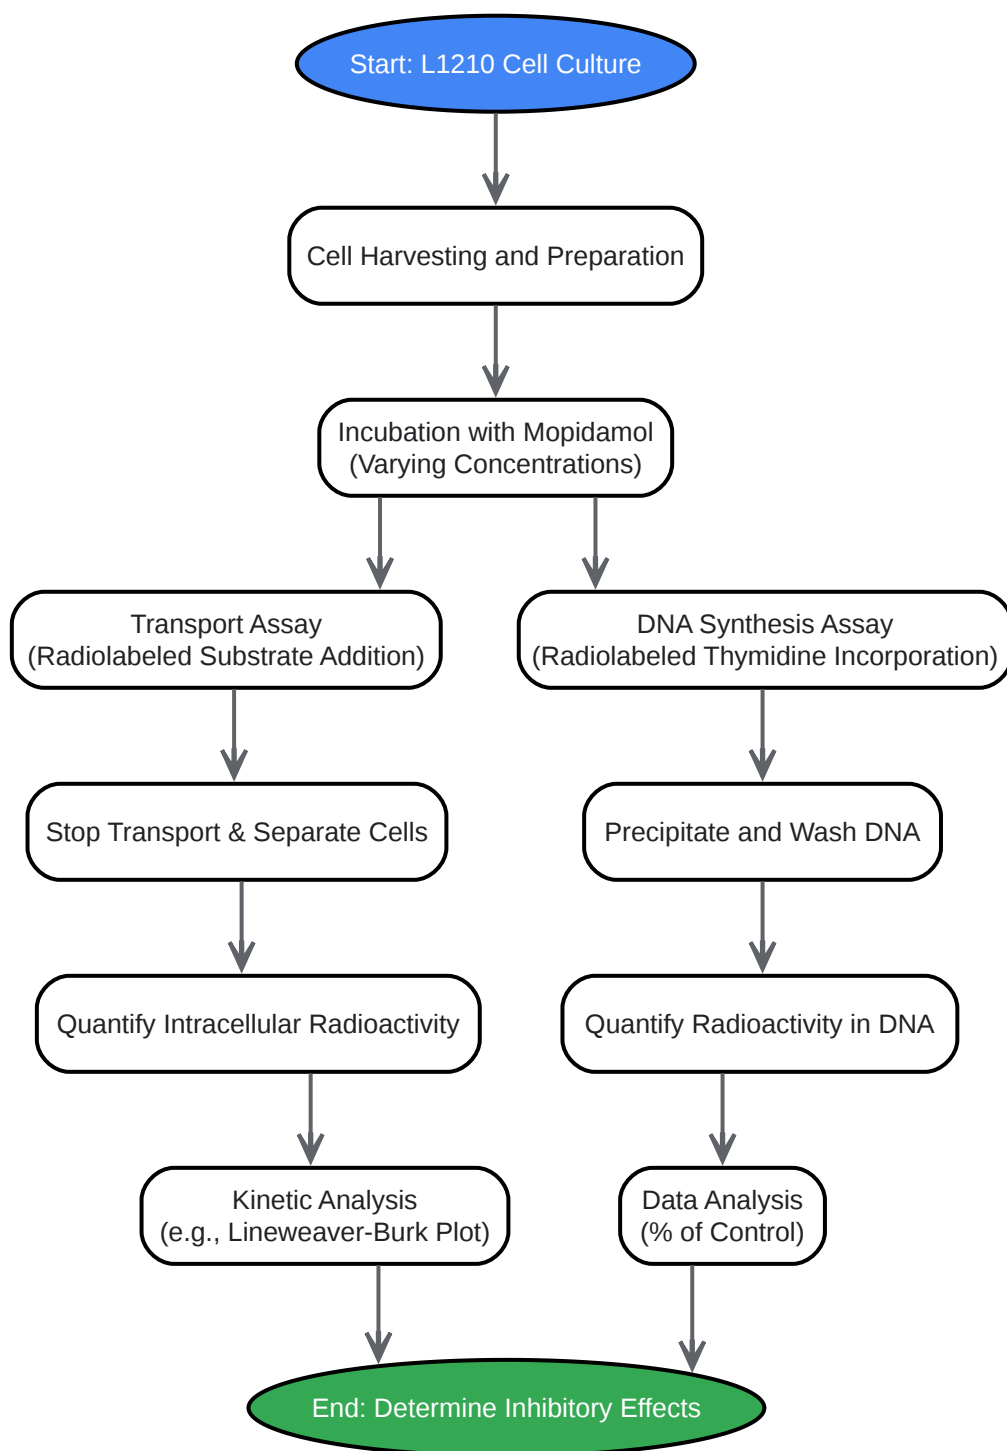 Start: L1210 Cell Culture
Cell Harvesting and Preparation
Incubation with Mopidamol
(Varying Concentrations)
Transport Assay
(Radiolabeled Substrate Addition)
DNA Synthesis Assay
(Radiolabeled Thymidine Incorporation)
Stop Transport & Separate Cells
Precipitate and Wash DNA
Quantify Intracellular Radioactivity
Quantify Radioactivity in DNA
Kinetic Analysis
(e.g., Lineweaver-Burk Plot)
Data Analysis
(% of Control)
End: Determine Inhibitory Effects